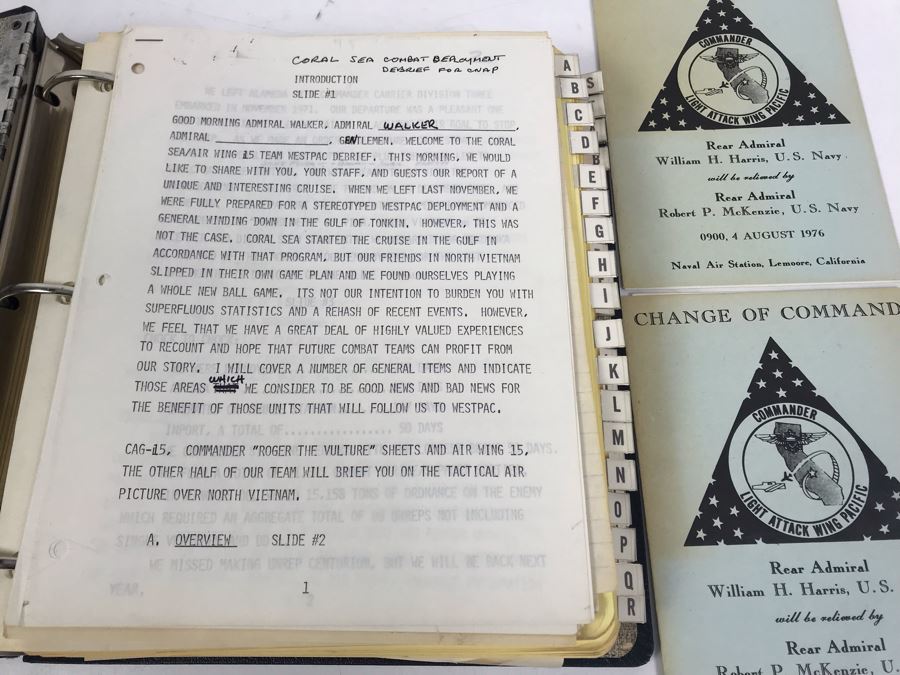 CORAL SEA COMBAT DEPLOYMENT
DEBRIEF FOR CNAP
INTRODUCTION
SLIDE #1
GOOD MORNING ADMIRAL WALKER, ADMIRAL WALKER,
ADMIRAL ____________, GENTLEMEN. WELCOME TO THE CORAL
SEA/AIR WING 15 TEAM WESTPAC DEBRIEF. THIS MORNING, WE WOULD
LIKE TO SHARE WITH YOU, YOUR STAFF, AND GUESTS OUR REPORT OF A
UNIQUE AND INTERESTING CRUISE. WHEN WE LEFT LAST NOVEMBER, WE
WERE FULLY PREPARED FOR A STEREOTYPED WESTPAC DEPLOYMENT AND A
GENERAL WINDING DOWN IN THE GULF OF TONKIN. HOWEVER, THIS WAS
NOT THE CASE. CORAL SEA STARTED THE CRUISE IN THE GULF IN
ACCORDANCE WITH THAT PROGRAM, BUT OUR FRIENDS IN NORTH VIETNAM
SLIPPED IN THEIR OWN GAME PLAN AND WE FOUND OURSELVES PLAYING
A WHOLE NEW BALL GAME. ITS NOT OUR INTENTION TO BURDEN YOU WITH
SUPERFLUOUS STATISTICS AND A REHASH OF RECENT EVENTS. HOWEVER,
WE FEEL THAT WE HAVE A GREAT DEAL OF HIGHLY VALUED EXPERIENCES
TO RECOUNT AND HOPE THAT FUTURE COMBAT TEAMS CAN PROFIT FROM
OUR STORY. I WILL COVER A NUMBER OF GENERAL ITEMS AND INDICATE
THOSE AREAS WHICH WE CONSIDER TO BE GOOD NEWS AND BAD NEWS FOR
THE BENEFIT OF THOSE UNITS THAT WILL FOLLOW US TO WESTPAC.
CAG-15, COMMANDER "ROGER THE VULTURE" SHEETS AND AIR WING 15,
THE OTHER HALF OF OUR TEAM WILL BRIEF YOU ON THE TACTICAL AIR
PICTURE OVER NORTH VIETNAM.
A. OVERVIEW SLIDE #2
1
A
S
B
C
D
B
E
F
G
H
I
J
K
L
M
N
O
P
Q
R
COMMANDER
LIGHT ATTACK WING PACIFIC
Rear Admiral
William H. Harris, U.S. Navy
will be relieved by
Rear Admiral
Robert P. McKenzie, U.S. Navy
0900, 4 AUGUST 1976
Naval Air Station, Lemoore, California
CHANGE OF COMMAND
COMMANDER
LIGHT ATTACK WING PACIFIC
Rear Admiral
William H. Harris, U.S.
will be relieved by
Rear Admiral
Robert P. McKenzie, U.